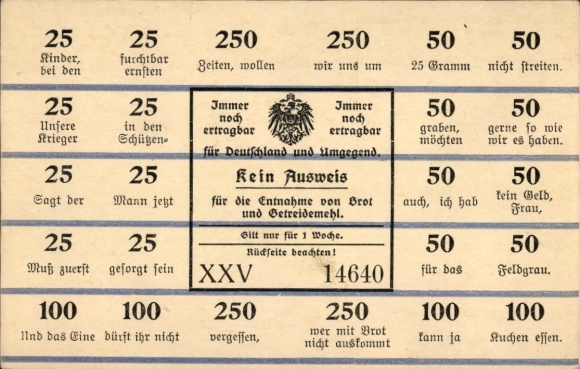 25 25 250 250 50 50
Kinder, furchtbar Zeiten, wollen wir uns um 25 Gramm nicht streiten.
bei den ernsten
25 25 50 50
Unsere in den graben, gerne so wie
Krieger Schützen- möchten wir es haben.
Immer Immer
noch noch
ertragbar ertragbar
für Deutschland und Umgegend.
Kein Ausweis
für die Entnahme von Brot
und Getreidemehl.
Gilt nur für 1 Woche.
Rückseite beachten!
XXV 14640
25 25 50 50
Sagt der Mann jetzt auch, ich hab kein Geld,
Frau,
25 25 50 50
Muß zuerst gesorgt sein für das Feldgrau.
100 100 250 250 100 100
Und das Eine dürft ihr nicht vergessen, wer mit Brot kann ja Kuchen essen.
nicht auskommt